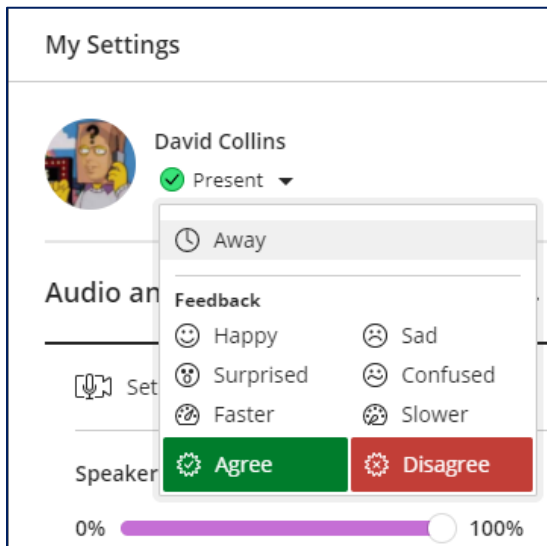 My Settings
David Collins
Present
Away
Audio an
Feedback
Happy Sad
Surprised Confused
Set
Faster Slower
Agree Disagree
Speaker
0% 100%